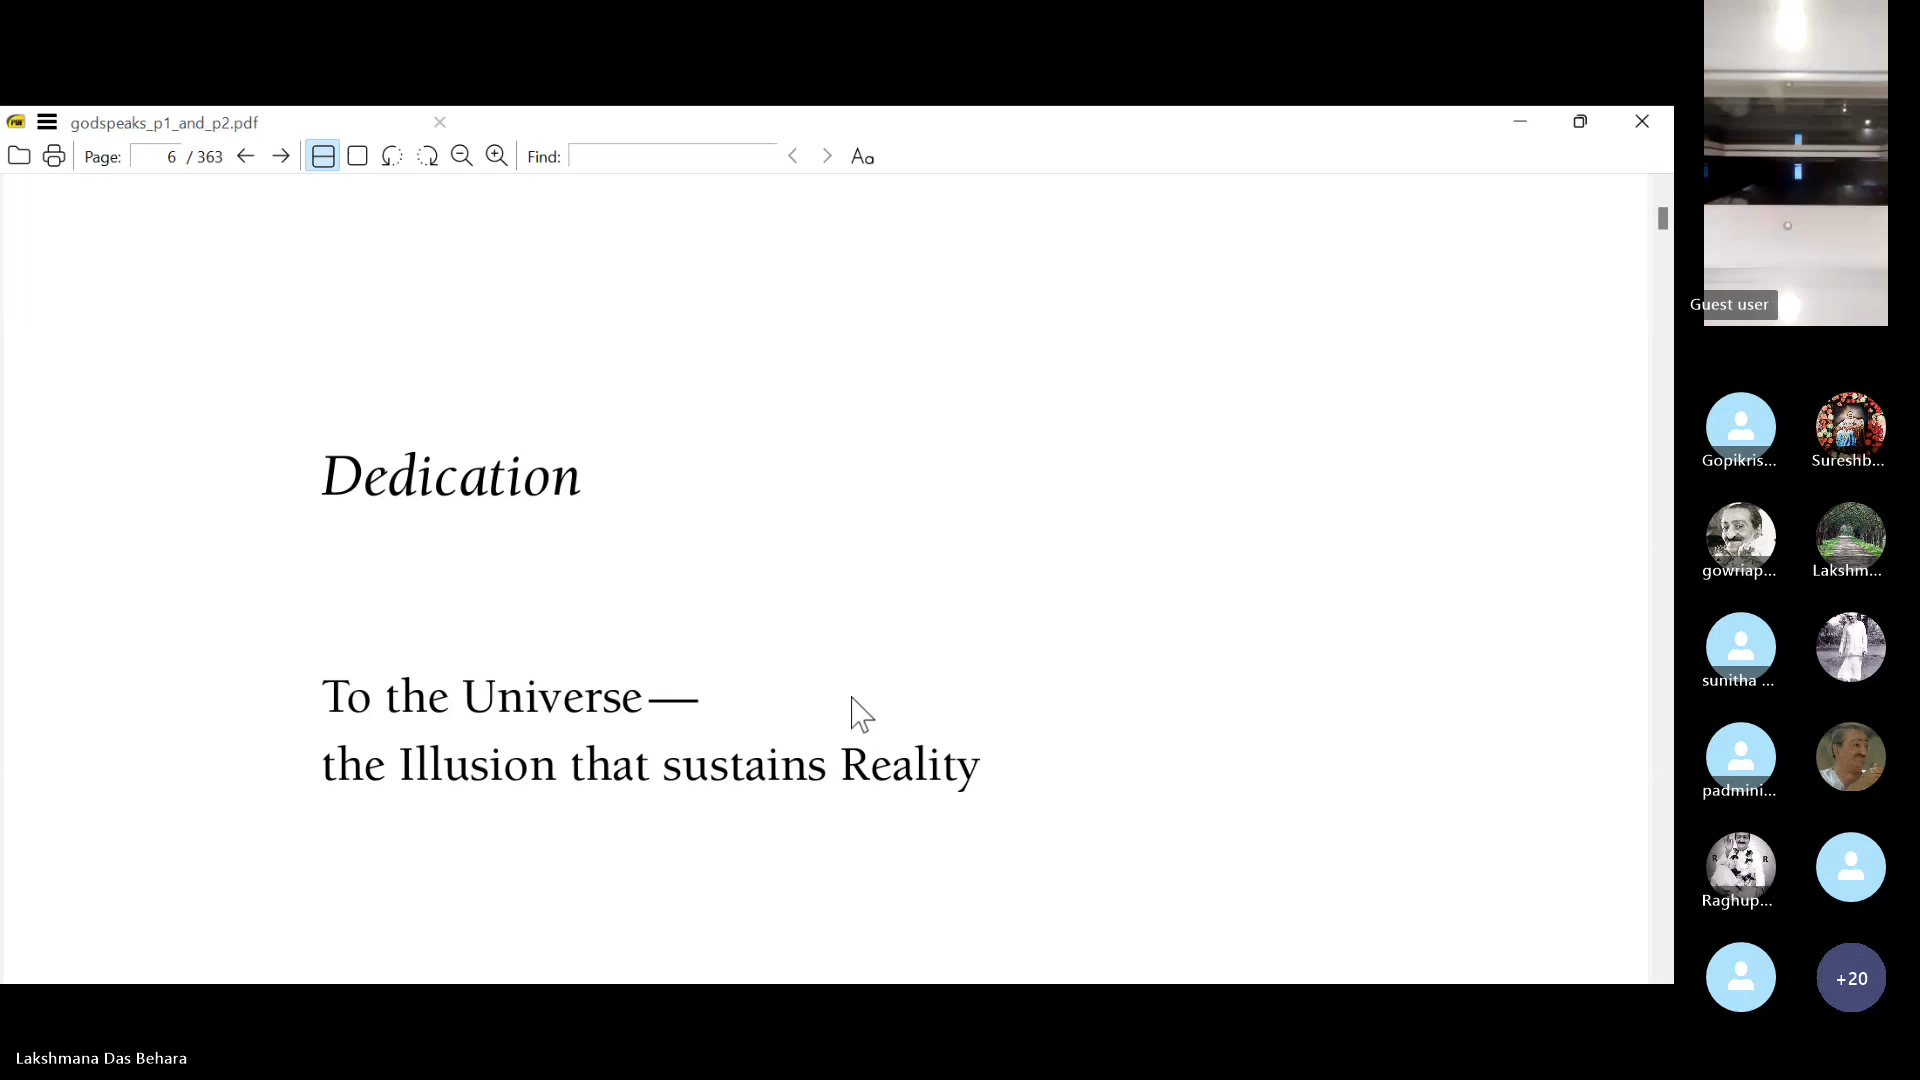 godspeaks_p1_and_p2.pdf
Page: 6 / 363 Find: Aa
Dedication
To the Universe—
the Illusion that sustains Reality
Guest user
Gopikris... Sureshb...
gowriap... Lakshm...
sunitha ...
padmini...
Raghup...
+20
Lakshmana Das Behara